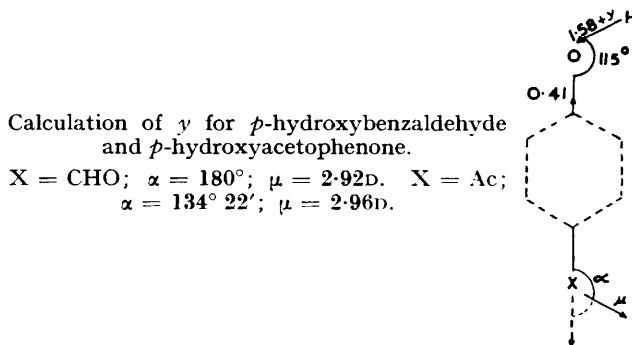 1·58+y H
O 115°
0·41
Calculation of y for p-hydroxybenzaldehyde
and p-hydroxyacetophenone.
X = CHO; α = 180°; μ = 2·92D. X = Ac;
α = 134° 22′; μ = 2·96D.
X α
μ